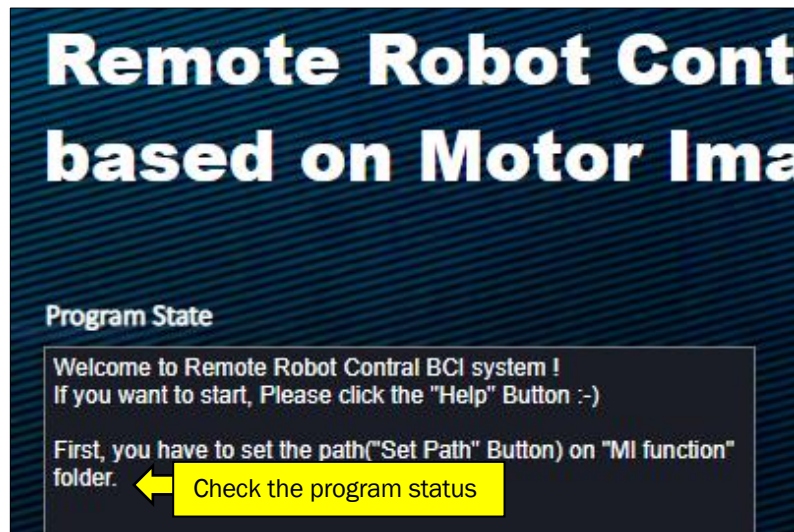 Remote Robot Cont
based on Motor Ima
Program State
Welcome to Remote Robot Contral BCI system !
If you want to start, Please click the "Help" Button :-)
First, you have to set the path("Set Path" Button) on "MI function"
folder.
Check the program status